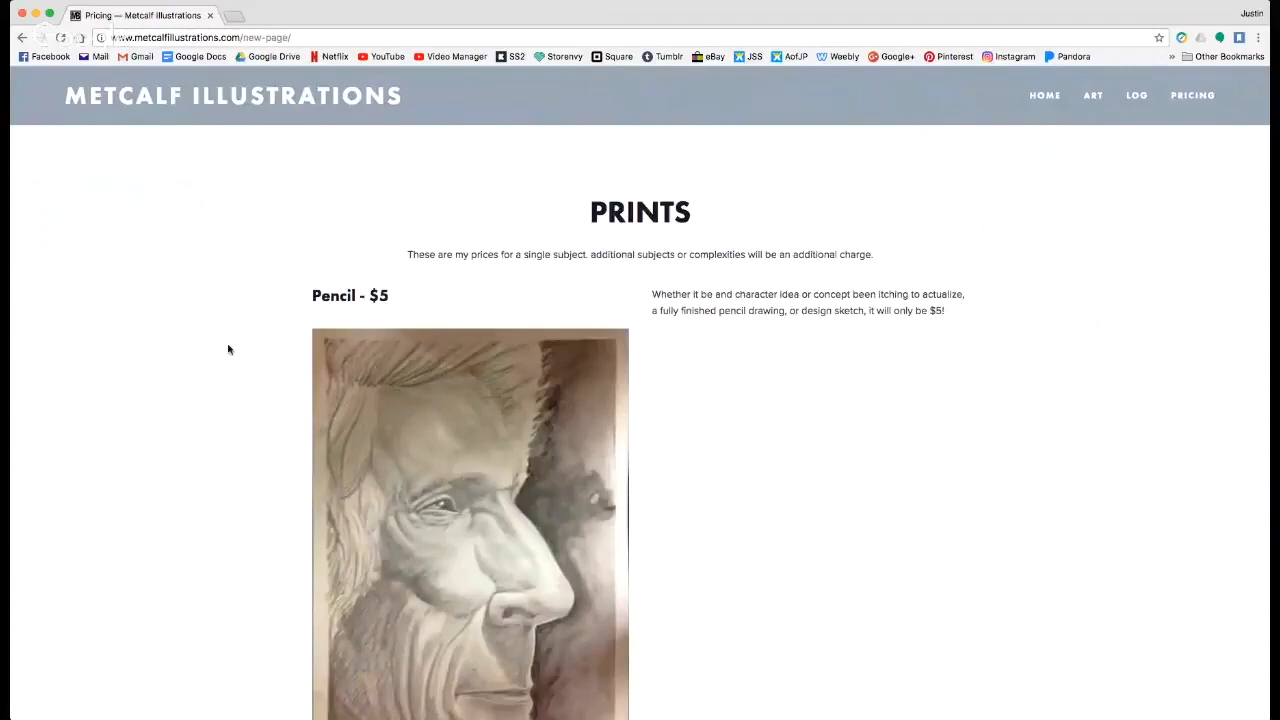 Pricing — Metcalf Illustrations
Justin
www.metcalfillustrations.com/new-page/
Facebook Mail Gmail Google Docs Google Drive Netflix YouTube Video Manager SS2 Storenvy Square Tumblr eBay JSS AofJP Weebly Google+ Pinterest Instagram Pandora » Other Bookmarks
METCALF ILLUSTRATIONS HOME ART LOG PRICING
PRINTS
These are my prices for a single subject. additional subjects or complexities will be an additional charge.
Pencil - $5
Whether it be and character idea or concept been itching to actualize,
a fully finished pencil drawing, or design sketch, it will only be $5!